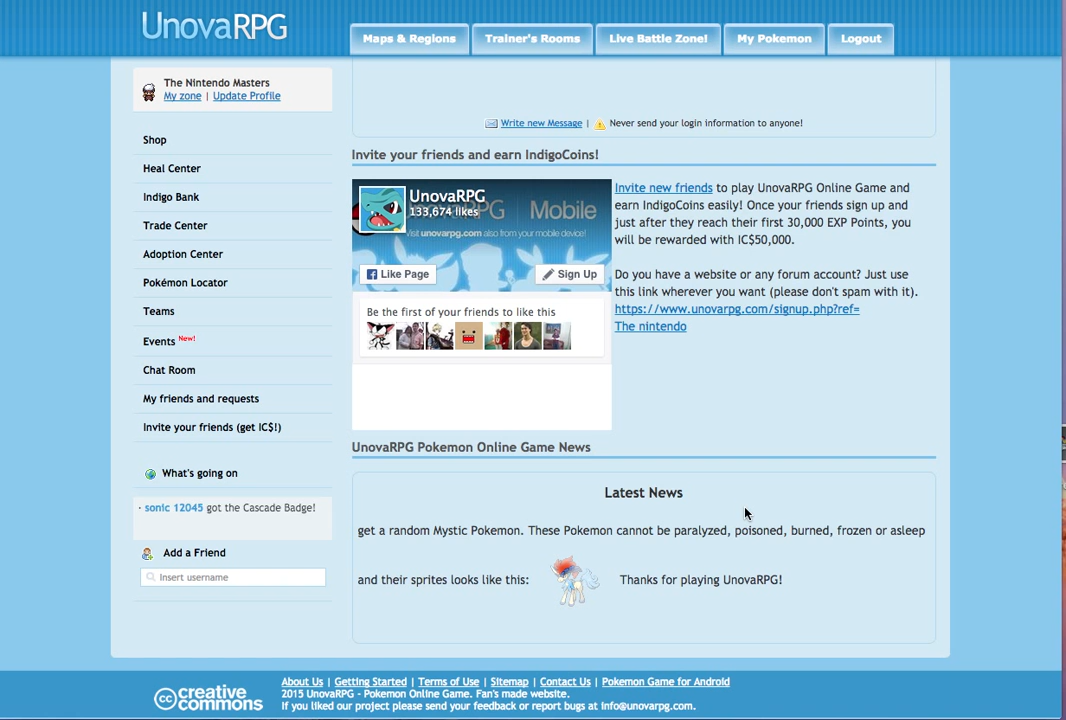 UnovaRPG
Maps & Regions
Trainer's Rooms
Live Battle Zone!
My Pokemon
Logout
The Nintendo Masters
My zone | Update Profile
Shop
Heal Center
Indigo Bank
Trade Center
Adoption Center
Pokémon Locator
Teams
Events New!
Chat Room
My friends and requests
Invite your friends (get IC$!)
What's going on
· sonic 12045 got the Cascade Badge!
Add a Friend
Insert username
Write new Message | Never send your login information to anyone!
Invite your friends and earn IndigoCoins!
UnovaRPG
133,674 likes
Mobile
Visit unovarpg.com also from your mobile device!
Like Page
Sign Up
Be the first of your friends to like this
Invite new friends to play UnovaRPG Online Game and
earn IndigoCoins easily! Once your friends sign up and
just after they reach their first 30,000 EXP Points, you
will be rewarded with IC$50,000.
Do you have a website or any forum account? Just use
this link wherever you want (please don't spam with it).
https://www.unovarpg.com/signup.php?ref=
The nintendo
UnovaRPG Pokemon Online Game News
Latest News
get a random Mystic Pokemon. These Pokemon cannot be paralyzed, poisoned, burned, frozen or asleep
and their sprites looks like this: Thanks for playing UnovaRPG!
cc creative
commons
About Us | Getting Started | Terms of Use | Sitemap | Contact Us | Pokemon Game for Android
2015 UnovaRPG - Pokemon Online Game. Fan's made website.
If you liked our project please send your feedback or report bugs at info@unovarpg.com.